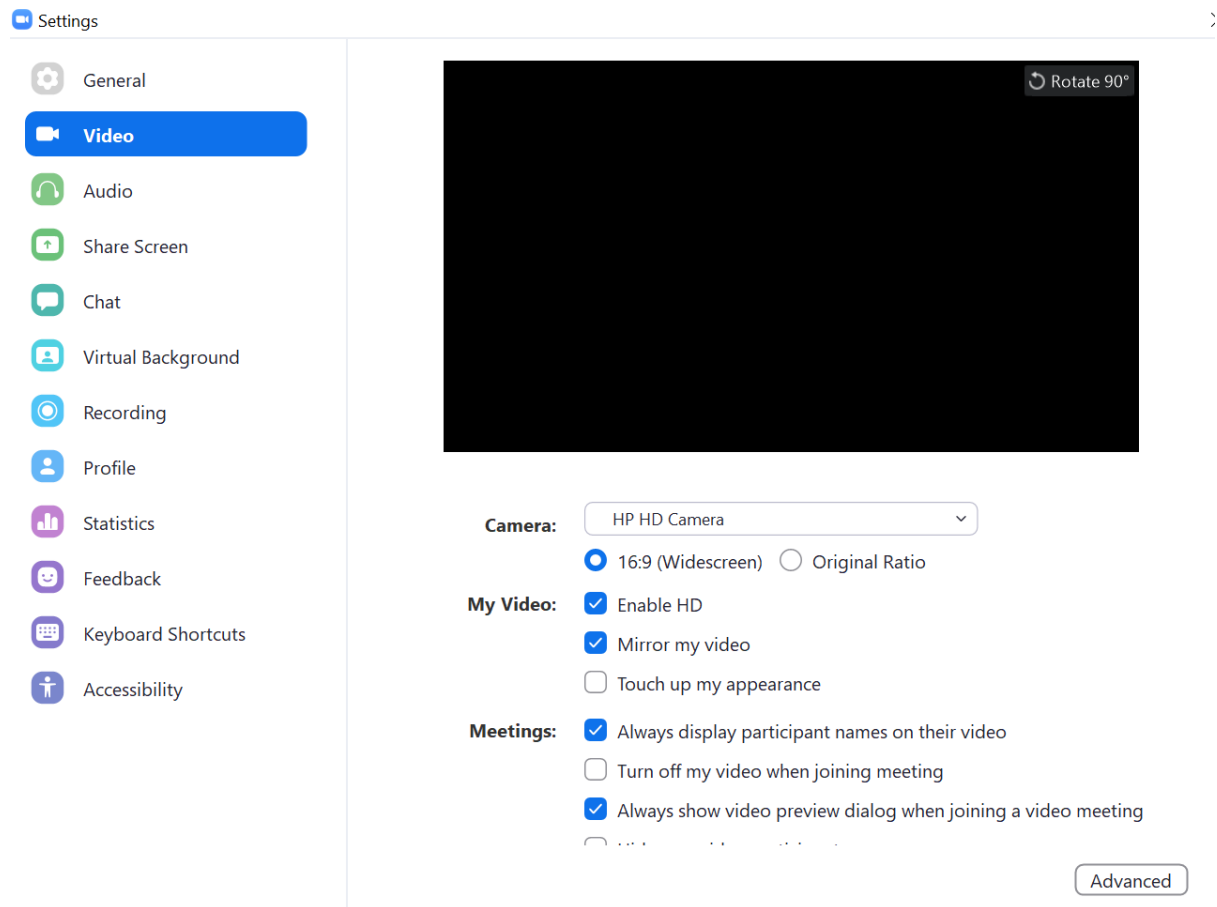 Settings
General
Video
Audio
Share Screen
Chat
Virtual Background
Recording
Profile
Statistics
Feedback
Keyboard Shortcuts
Accessibility
Rotate 90°
Camera: HP HD Camera
16:9 (Widescreen) Original Ratio
My Video: Enable HD
Mirror my video
Touch up my appearance
Meetings: Always display participant names on their video
Turn off my video when joining meeting
Always show video preview dialog when joining a video meeting
Advanced